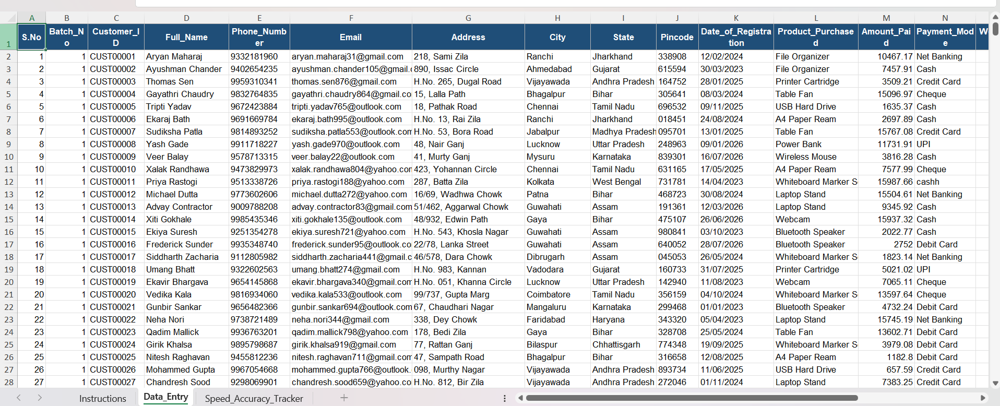 A B C D E F G H I J K L M N
1 S.No Batch_No Customer_ID Full_Name Phone_Number Email Address City State Pincode Date_of_Registration Product_Purchased Amount_Paid Payment_Mode
2 1 1 CUST00001 Aryan Maharaj 9332181960 aryan.maharaj31@gmail.com 218, Sami Zila Ranchi Jharkhand 338908 12/02/2024 File Organizer 10467.17 Net Banking
3 2 1 CUST00002 Ayushman Chander 9402654235 ayushman.chander105@gmail. 890, Issac Circle Ahmedabad Gujarat 615594 30/03/2023 File Organizer 7457.91 Cash
4 3 1 CUST00003 Thomas Sen 9959310341 thomas.sen876@gmail.com H.No. 265, Dugal Road Vijayawada Andhra Pradesh 164752 28/01/2025 Printer Cartridge 3509.21 Credit Card
5 4 1 CUST00004 Gayathri Chaudry 9832764835 gayathri.chaudry864@gmail.co 15, Lalla Path Bhagalpur Bihar 305641 08/03/2024 Table Fan 15096.97 Cheque
6 5 1 CUST00005 Tripti Yadav 9672423884 tripti.yadav765@outlook.com 18, Pathak Road Chennai Tamil Nadu 696532 09/11/2025 USB Hard Drive 1635.37 Cash
7 6 1 CUST00006 Ekaraj Bath 9691669784 ekaraj.bath995@outlook.com H.No. 13, Rai Zila Ranchi Jharkhand 018451 24/08/2024 A4 Paper Ream 2697.89 Cash
8 7 1 CUST00007 Sudiksha Patla 9814893252 sudiksha.patla553@outlook.com H.No. 53, Bora Road Jabalpur Madhya Pradesh 095701 13/01/2025 Table Fan 15767.08 Credit Card
9 8 1 CUST00008 Yash Gade 9911718227 yash.gade970@outlook.com 48, Nair Ganj Lucknow Uttar Pradesh 248963 09/01/2026 Power Bank 11731.91 UPI
10 9 1 CUST00009 Veer Balay 9578713315 veer.balay22@outlook.com 41, Murty Ganj Mysuru Karnataka 839301 16/07/2026 Wireless Mouse 3816.28 Cash
11 10 1 CUST00010 Xalak Randhawa 9473829973 xalak.randhawa804@yahoo.con 423, Yohannan Circle Chennai Tamil Nadu 631165 17/05/2025 A4 Paper Ream 7577.99 Cheque
12 11 1 CUST00011 Priya Rastogi 9513338726 priya.rastogi188@yahoo.com 287, Batta Zila Kolkata West Bengal 731781 14/04/2023 Whiteboard Marker S 15987.66 cashh
13 12 1 CUST00012 Michael Dutta 9773602606 michael.dutta272@yahoo.com 16/69, Wadhwa Chowk Patna Bihar 468723 30/08/2024 Laptop Stand 15504.61 Net Banking
14 13 1 CUST00013 Advay Contractor 9009788208 advay.contractor83@gmail.com 51/462, Aggarwal Chowk Guwahati Assam 191361 12/03/2026 Laptop Stand 9345.92 Cash
15 14 1 CUST00014 Xiti Gokhale 9985435346 xiti.gokhale135@outlook.com 48/932, Edwin Path Gaya Bihar 475107 26/06/2026 Webcam 15937.32 Cash
16 15 1 CUST00015 Ekiya Suresh 9251354278 ekiya.suresh721@yahoo.com H.No. 543, Khosla Nagar Guwahati Assam 980841 03/10/2023 Bluetooth Speaker 2022.77 Cash
17 16 1 CUST00016 Frederick Sunder 9935348740 frederick.sunder95@outlook.co 22/78, Lanka Street Guwahati Assam 640052 28/07/2026 Bluetooth Speaker 2752 Debit Card
18 17 1 CUST00017 Siddharth Zacharia 9112805982 siddharth.zacharia441@gmail.c 46/578, Dara Chowk Dibrugarh Assam 045053 26/05/2024 Whiteboard Marker S 1823.14 Net Banking
19 18 1 CUST00018 Umang Bhatt 9322602563 umang.bhatt274@gmail.com H.No. 983, Kannan Vadodara Gujarat 160733 31/07/2025 Printer Cartridge 5021.02 UPI
20 19 1 CUST00019 Ekavir Bhargava 9654145868 ekavir.bhargava340@gmail.com H.No. 051, Khanna Circle Lucknow Uttar Pradesh 142940 11/08/2023 Webcam 7065.11 Cheque
21 20 1 CUST00020 Vedika Kala 9816934060 vedika.kala533@outlook.com 99/737, Gupta Marg Coimbatore Tamil Nadu 356159 04/10/2024 Whiteboard Marker S 13597.64 Cheque
22 21 1 CUST00021 Gunbir Sankar 9656482366 gunbir.sankar694@outlook.com 67, Chaudhari Nagar Mangaluru Karnataka 299468 01/01/2023 Bluetooth Speaker 4732.24 Debit Card
23 22 1 CUST00022 Neha Nori 9738721489 neha.nori344@gmail.com 338, Dey Chowk Faridabad Haryana 343320 05/04/2023 Laptop Stand 15745.19 Net Banking
24 23 1 CUST00023 Qadim Mallick 9936763201 qadim.mallick798@yahoo.com 178, Bedi Zila Gaya Bihar 328708 25/05/2024 Table Fan 13602.71 Debit Card
25 24 1 CUST00024 Girik Khalsa 9895798687 girik.khalsa919@gmail.com 77, Rattan Ganj Bilaspur Chhattisgarh 774348 19/09/2025 Whiteboard Marker S 3979.08 Debit Card
26 25 1 CUST00025 Nitesh Raghavan 9455812236 nitesh.raghavan711@gmail.com 47, Sampath Road Bhagalpur Bihar 316658 12/08/2025 A4 Paper Ream 1182.8 Debit Card
27 26 1 CUST00026 Mohammed Gupta 9967054668 mohammed.gupta766@outlook. 098, Murthy Nagar Vijayawada Andhra Pradesh 893734 11/06/2025 USB Hard Drive 657.59 Credit Card
28 27 1 CUST00027 Chandresh Sood 9298069901 chandresh.sood659@yahoo.co H.No. 812, Bir Zila Vijayawada Andhra Pradesh 272046 01/11/2024 Laptop Stand 7383.25 Credit Card
Instructions Data_Entry Speed_Accuracy_Tracker